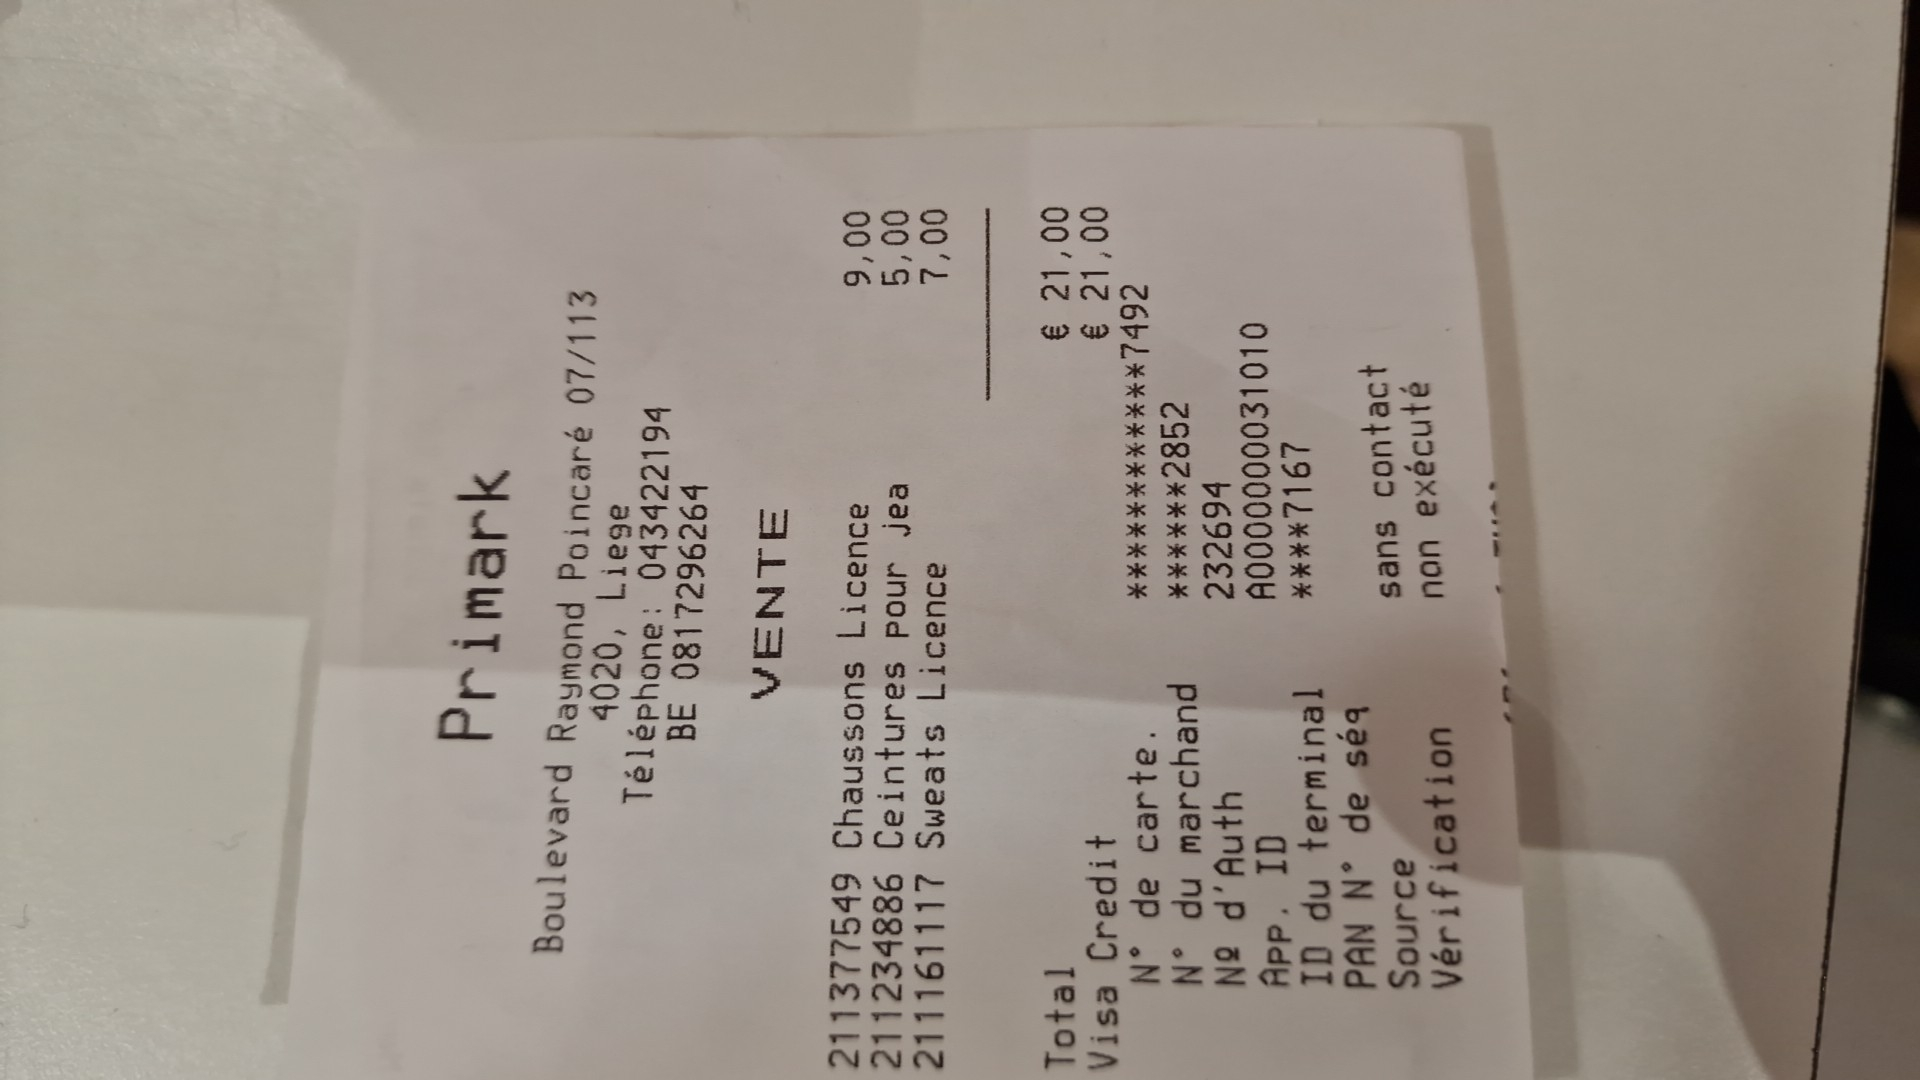 Primark
Boulevard Raymond Poincaré 07/113
4020, Liege
Téléphone: 043422194
BE 0817296264
VENTE
211377549 Chaussons Licence 9,00
211234886 Ceintures pour jea 5,00
211161117 Sweats Licence 7,00
Total € 21,00
Visa Credit € 21,00
N° de carte. ************7492
N° du marchand ******2852
Nº d'Auth 232694
App. ID A0000000031010
ID du terminal ****7167
PAN N° de séq
Source sans contact
Vérification non exécuté